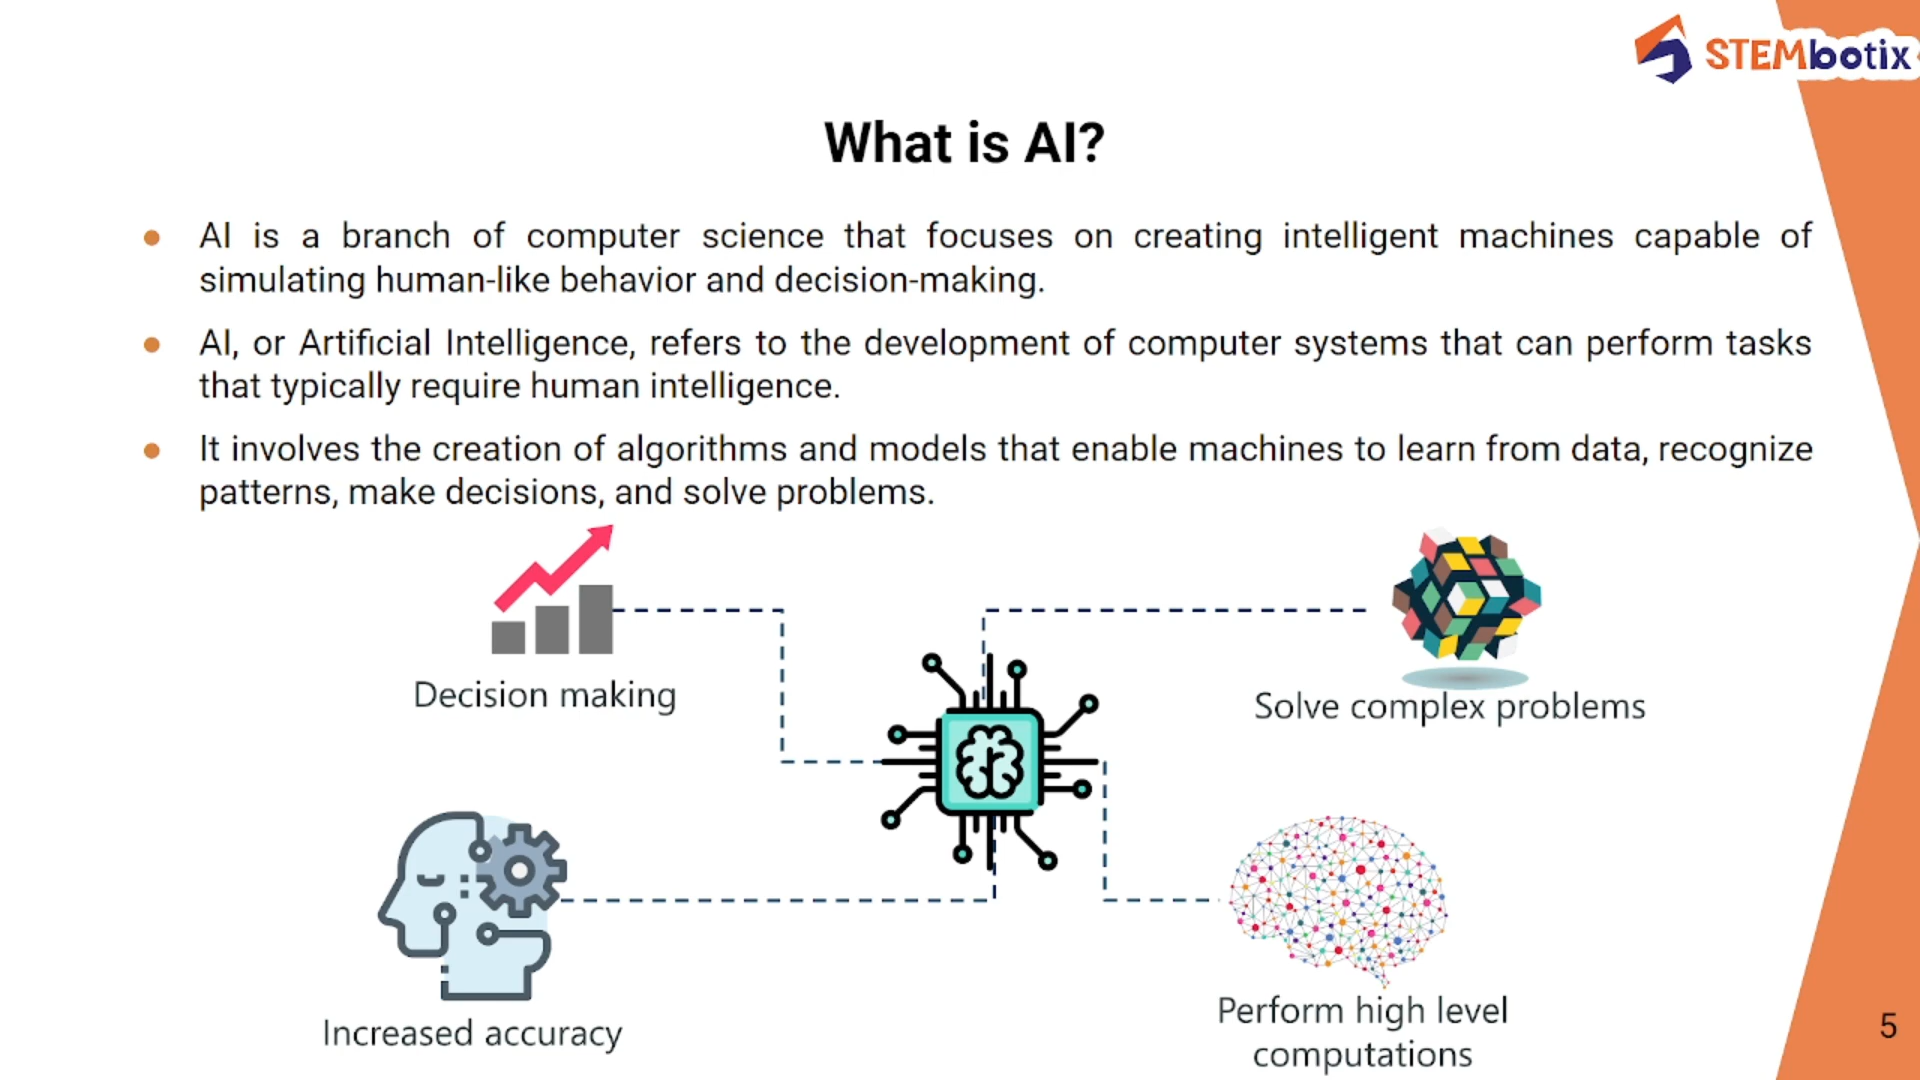 STEMbotix
What is AI?
AI is a branch of computer science that focuses on creating intelligent machines capable of
simulating human-like behavior and decision-making.
AI, or Artificial Intelligence, refers to the development of computer systems that can perform tasks
that typically require human intelligence.
It involves the creation of algorithms and models that enable machines to learn from data, recognize
patterns, make decisions, and solve problems.
Decision making
Solve complex problems
Increased accuracy
Perform high level
computations
5